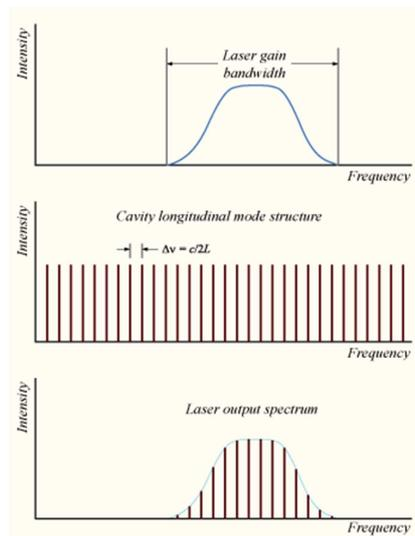 Intensity
Laser gain
bandwidth
Frequency
Intensity
Cavity longitudinal mode structure
Δν = c/2L
Frequency
Intensity
Laser output spectrum
Frequency